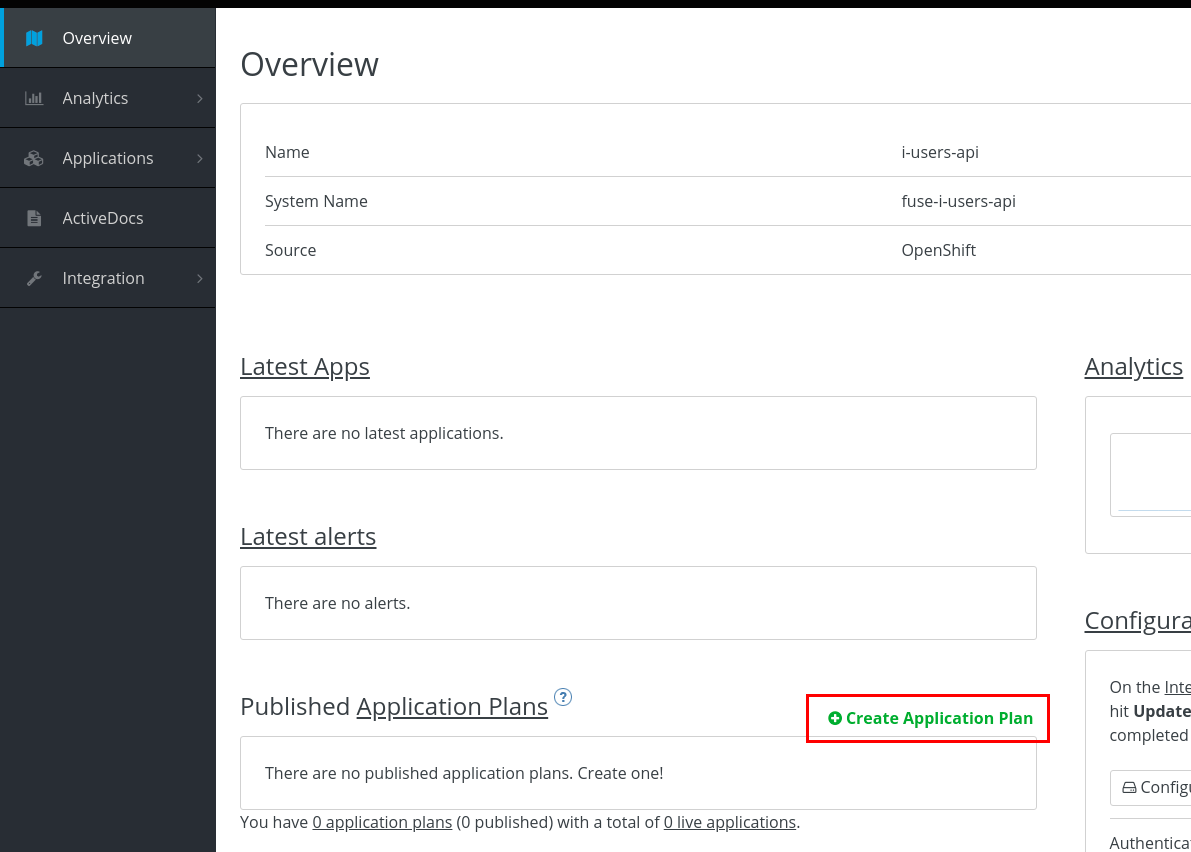 Overview
Analytics
Applications
ActiveDocs
Integration
Overview
Name i-users-api
System Name fuse-i-users-api
Source OpenShift
Latest Apps
There are no latest applications.
Latest alerts
There are no alerts.
Published Application Plans ?
Create Application Plan
There are no published application plans. Create one!
You have 0 application plans (0 published) with a total of 0 live applications.
Analytics
Configura
On the Inte
hit Update
completed
Config
Authentica